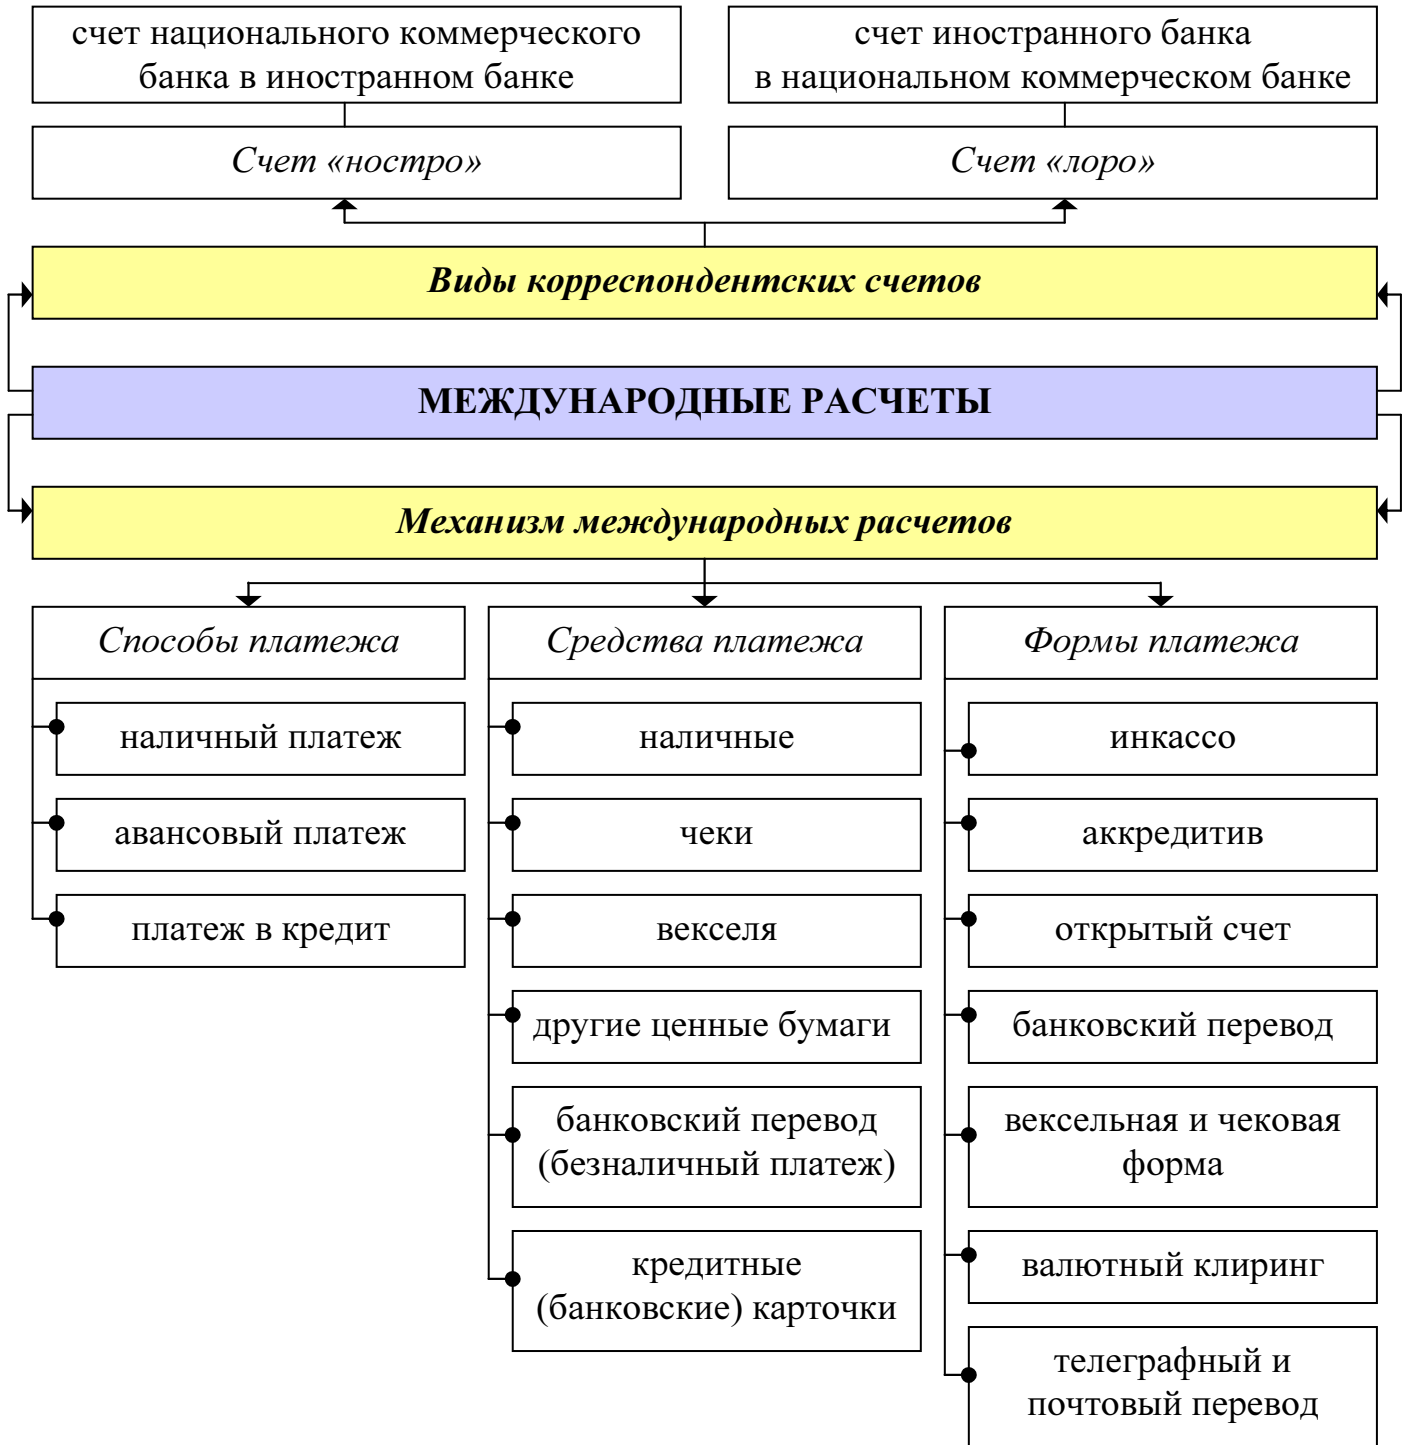 счет национального коммерческого
банка в иностранном банке
счет иностранного банка
в национальном коммерческом банке
Счет «ностро»
Счет «лоро»
Виды корреспондентских счетов
МЕЖДУНАРОДНЫЕ РАСЧЕТЫ
Механизм международных расчетов
Способы платежа
наличный платеж
авансовый платеж
платеж в кредит
Средства платежа
наличные
чеки
векселя
другие ценные бумаги
банковский перевод
(безналичный платеж)
кредитные
(банковские) карточки
Формы платежа
инкассо
аккредитив
открытый счет
банковский перевод
вексельная и чековая
форма
валютный клиринг
телеграфный и
почтовый перевод